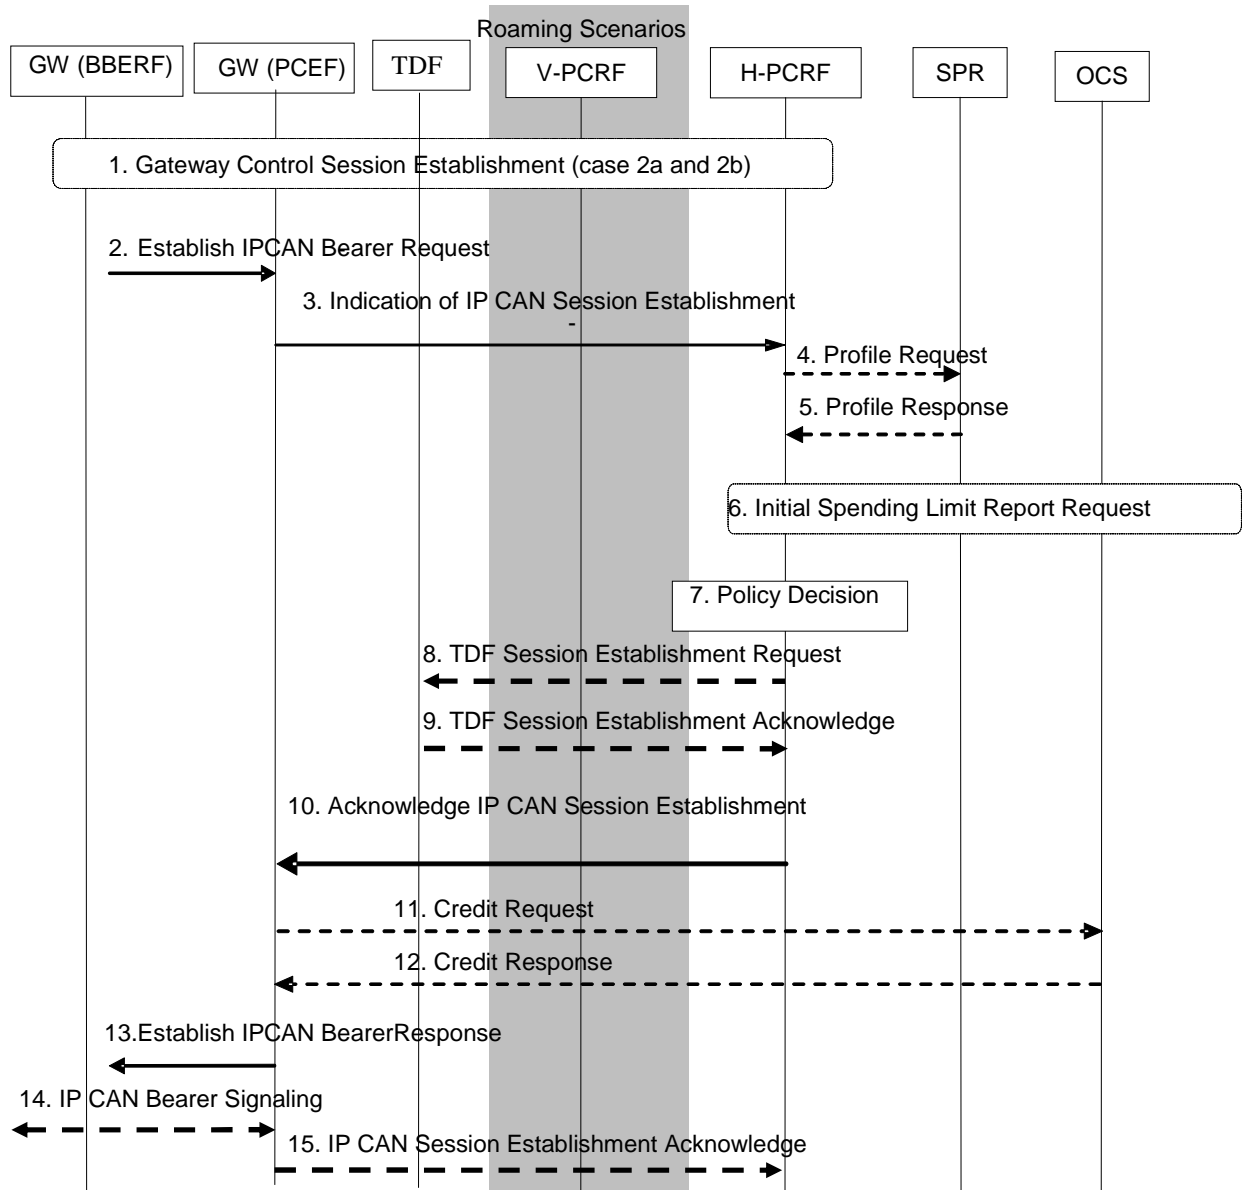 Roaming Scenarios
GW (BBERF)
GW (PCEF)
TDF
V-PCRF
H-PCRF
SPR
OCS
1. Gateway Control Session Establishment (case 2a and 2b)
2. Establish IPCAN Bearer Request
3. Indication of IP CAN Session Establishment
-
4. Profile Request
5. Profile Response
6. Initial Spending Limit Report Request
7. Policy Decision
8. TDF Session Establishment Request
9. TDF Session Establishment Acknowledge
10. Acknowledge IP CAN Session Establishment
11. Credit Request
12. Credit Response
13.Establish IPCAN BearerResponse
14. IP CAN Bearer Signaling
15. IP CAN Session Establishment Acknowledge